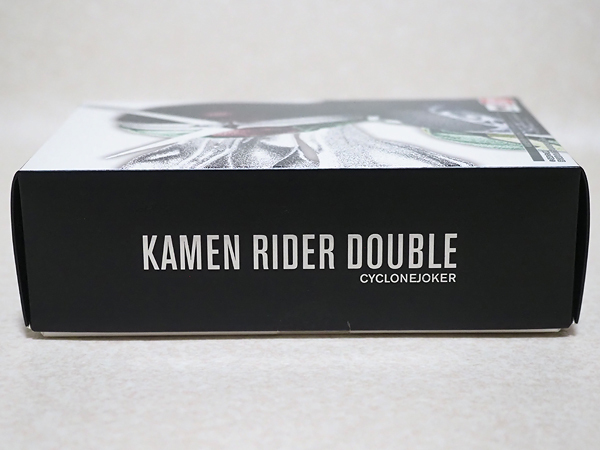 KAMEN RIDER DOUBLE
CYCLONEJOKER